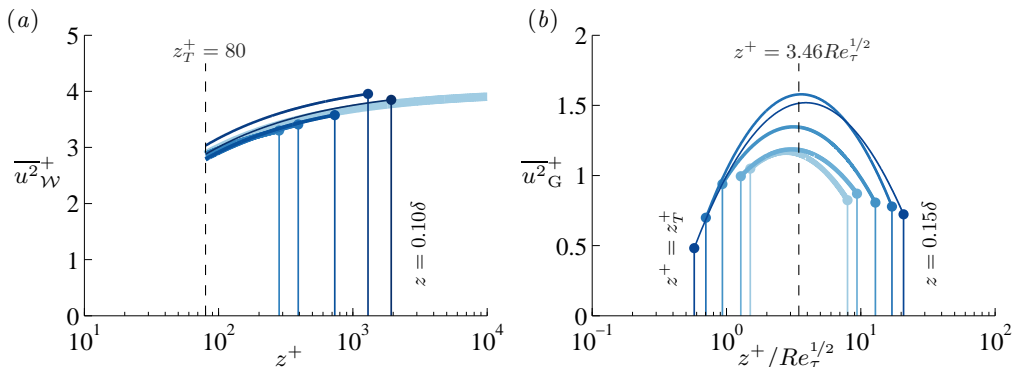 (a)
5
4
3
2
1
0
z_T^+ = 80
\overline{u^2}_\mathcal{W}^+
z = 0.10δ
10^1
10^2
10^3
10^4
z^+
(b)
2
1.5
1
0.5
0
z^+ = 3.46Re_τ^{1/2}
\overline{u^2}_G^+
z^+ = z_T^+
z = 0.15δ
10^{-1}
10^0
10^1
10^2
z^+/Re_τ^{1/2}